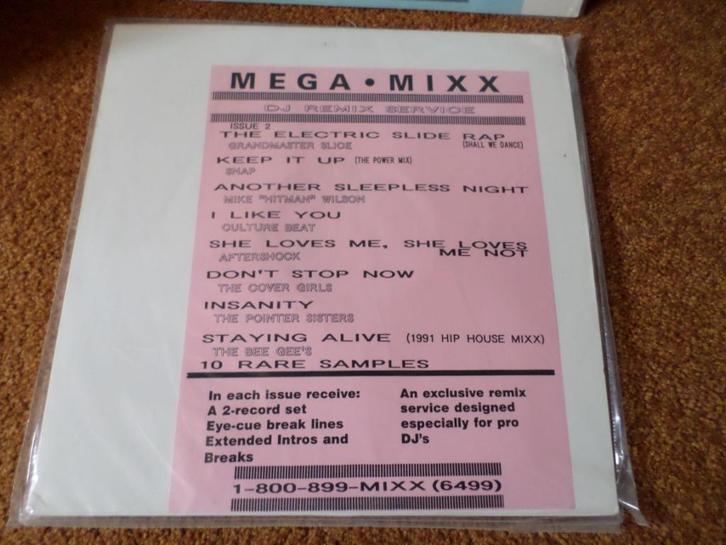 MEGA • MIXX
DJ REMIX SERVICE
ISSUE 2
THE ELECTRIC SLIDE RAP
GRANDMASTER SLICE (SHALL WE DANCE)
KEEP IT UP (THE POWER MIX)
SNAP
ANOTHER SLEEPLESS NIGHT
MIKE "HITMAN" WILSON
I LIKE YOU
CULTURE BEAT
SHE LOVES ME, SHE LOVES
ME NOT
AFTERSHOCK
DON'T STOP NOW
THE COVER GIRLS
INSANITY
THE POINTER SISTERS
STAYING ALIVE (1991 HIP HOUSE MIXX)
THE BEE GEE'S
10 RARE SAMPLES
In each issue receive:
A 2-record set
Eye-cue break lines
Extended Intros and
Breaks
An exclusive remix
service designed
especially for pro
DJ's
1-800-899-MIXX (6499)